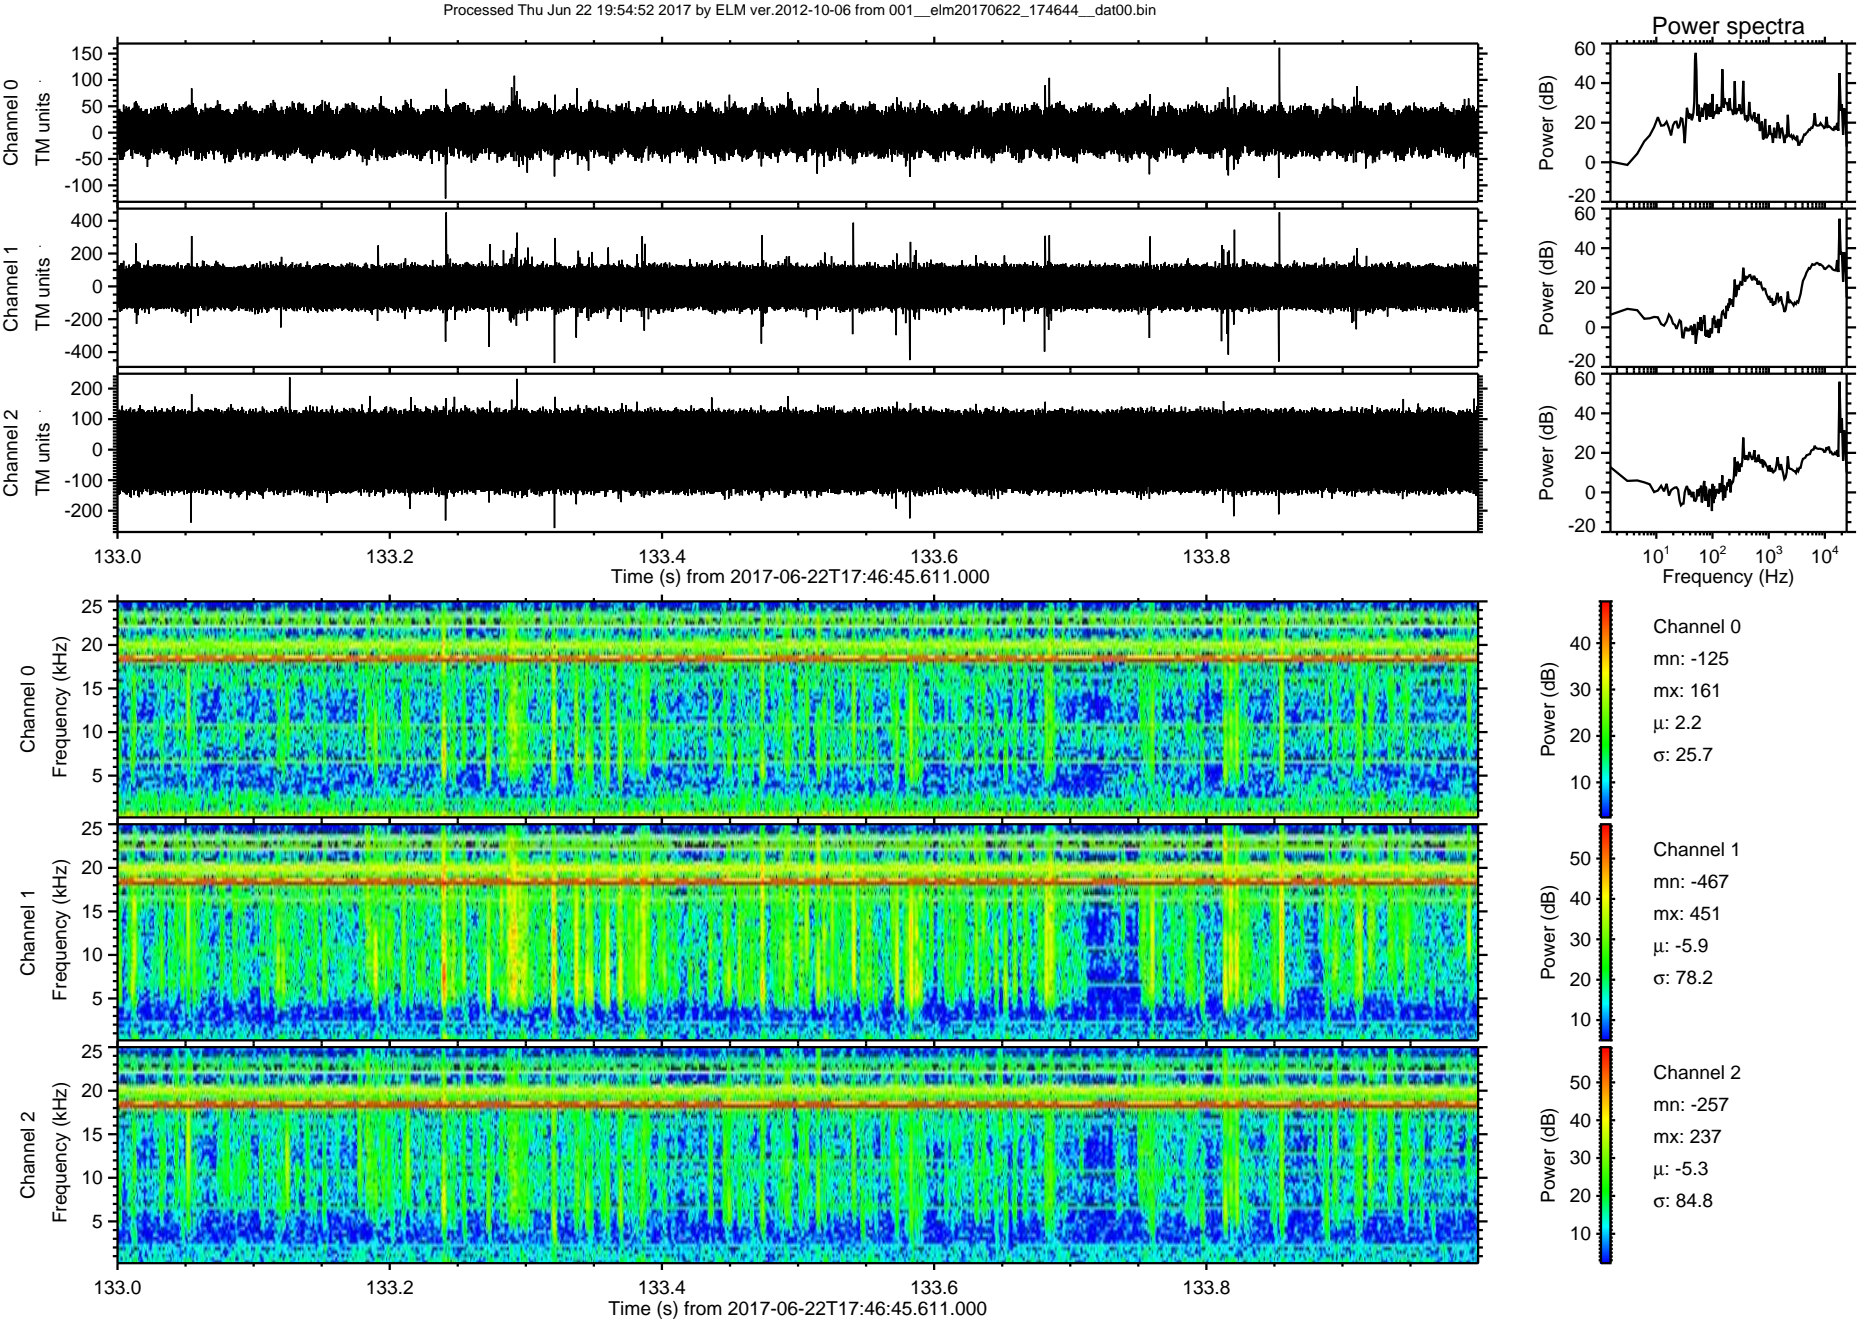 Processed Thu Jun 22 19:54:52 2017 by ELM ver.2012-10-06 from 001__elm20170622_174644__dat00.bin
Power spectra
Channel 0
TM units
150
100
50
0
-50
-100
Power (dB)
60
40
20
0
-20
Channel 1
TM units
400
200
0
-200
-400
Power (dB)
60
40
20
0
-20
Channel 2
TM units
200
100
0
-100
-200
Power (dB)
60
40
20
0
-20
133.0 133.2 133.4 133.6 133.8
Time (s) from 2017-06-22T17:46:45.611.000
10¹ 10² 10³ 10⁴
Frequency (Hz)
Channel 0
Frequency (kHz)
25
20
15
10
5
Power (dB)
40
30
20
10
Channel 0
mn: -125
mx: 161
μ: 2.2
σ: 25.7
Channel 1
Frequency (kHz)
25
20
15
10
5
Power (dB)
50
40
30
20
10
Channel 1
mn: -467
mx: 451
μ: -5.9
σ: 78.2
Channel 2
Frequency (kHz)
25
20
15
10
5
Power (dB)
50
40
30
20
10
Channel 2
mn: -257
mx: 237
μ: -5.3
σ: 84.8
133.0 133.2 133.4 133.6 133.8
Time (s) from 2017-06-22T17:46:45.611.000